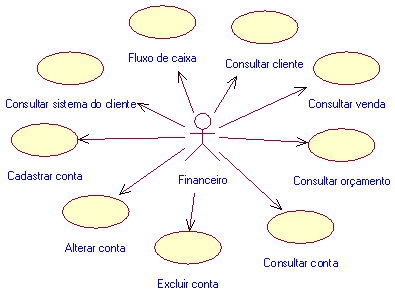 Fluxo de caixa
Consultar cliente
Consultar sistema do cliente
Consultar venda
Cadastrar conta
Financeiro
Consultar orçamento
Alterar conta
Consultar conta
Excluir conta